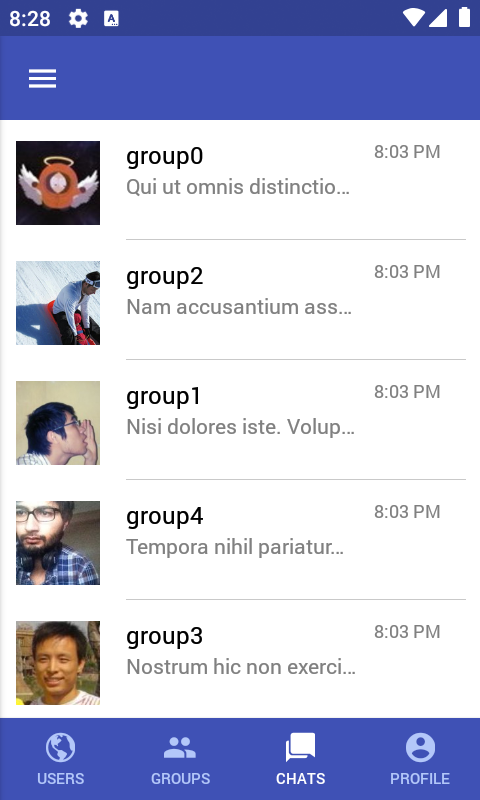 8:28
group0
8:03 PM
Qui ut omnis distinctio...
group2
8:03 PM
Nam accusantium ass...
group1
8:03 PM
Nisi dolores iste. Volup...
group4
8:03 PM
Tempora nihil pariatur...
group3
8:03 PM
Nostrum hic non exerci...
USERS
GROUPS
CHATS
PROFILE